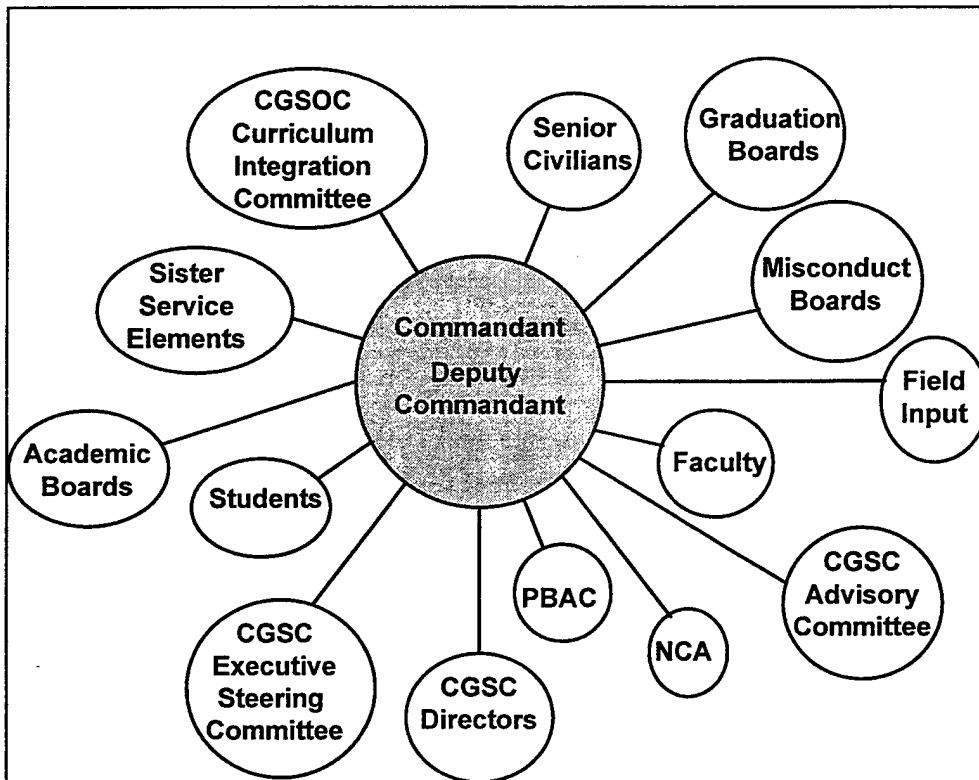 CGSOC
Curriculum
Integration
Committee
Senior
Civilians
Graduation
Boards
Sister
Service
Elements
Misconduct
Boards
Commandant
Deputy
Commandant
Field
Input
Academic
Boards
Students
Faculty
CGSC
Executive
Steering
Committee
CGSC
Directors
PBAC
NCA
CGSC
Advisory
Committee